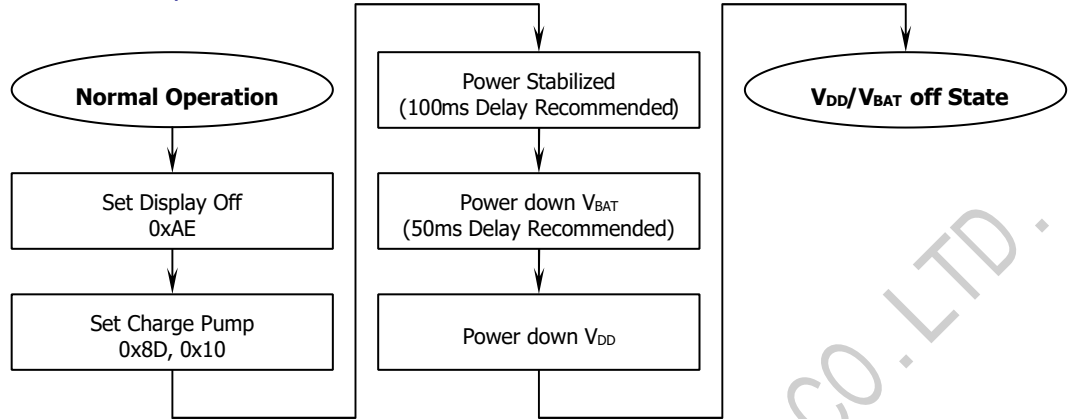 Normal Operation
Set Display Off
0xAE
Set Charge Pump
0x8D, 0x10
Power Stabilized
(100ms Delay Recommended)
Power down VBAT
(50ms Delay Recommended)
Power down VDD
VDD/VBAT off State
CO.LTD.